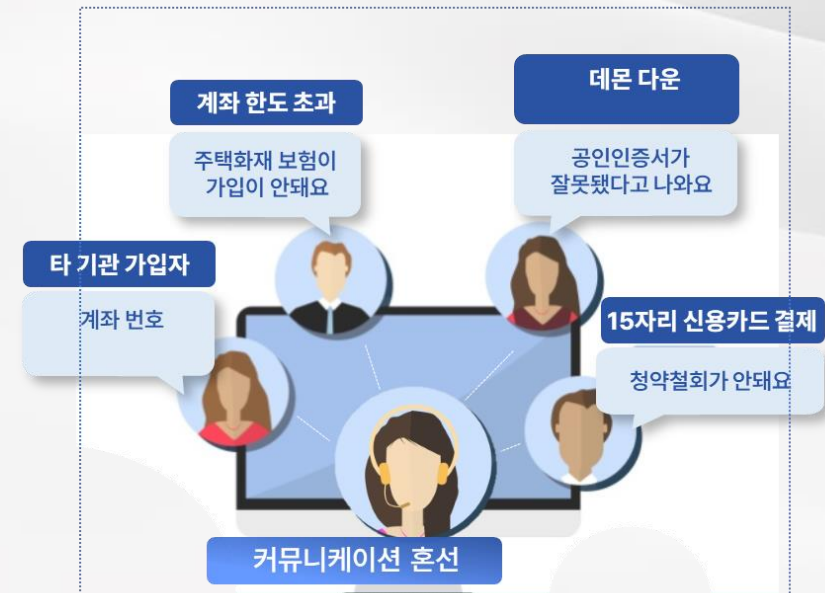 계좌 한도 초과
주택화재 보험이
가입이 안돼요
데몬 다운
공인인증서가
잘못됐다고 나와요
타 기관 가입자
계좌 번호
15자리 신용카드 결제
청약철회가 안돼요
커뮤니케이션 혼선